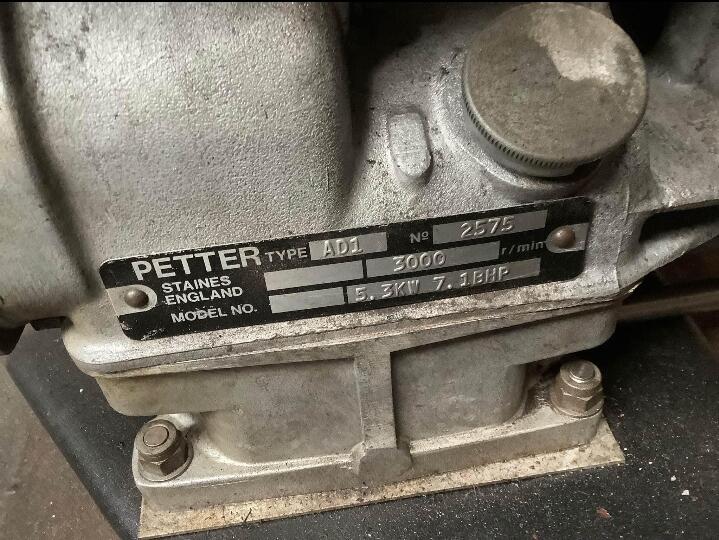 PETTER TYPE AD1 Nº 2575
STAINES ENGLAND 3000 r/min
MODEL NO. 5.3KW 7.1BHP